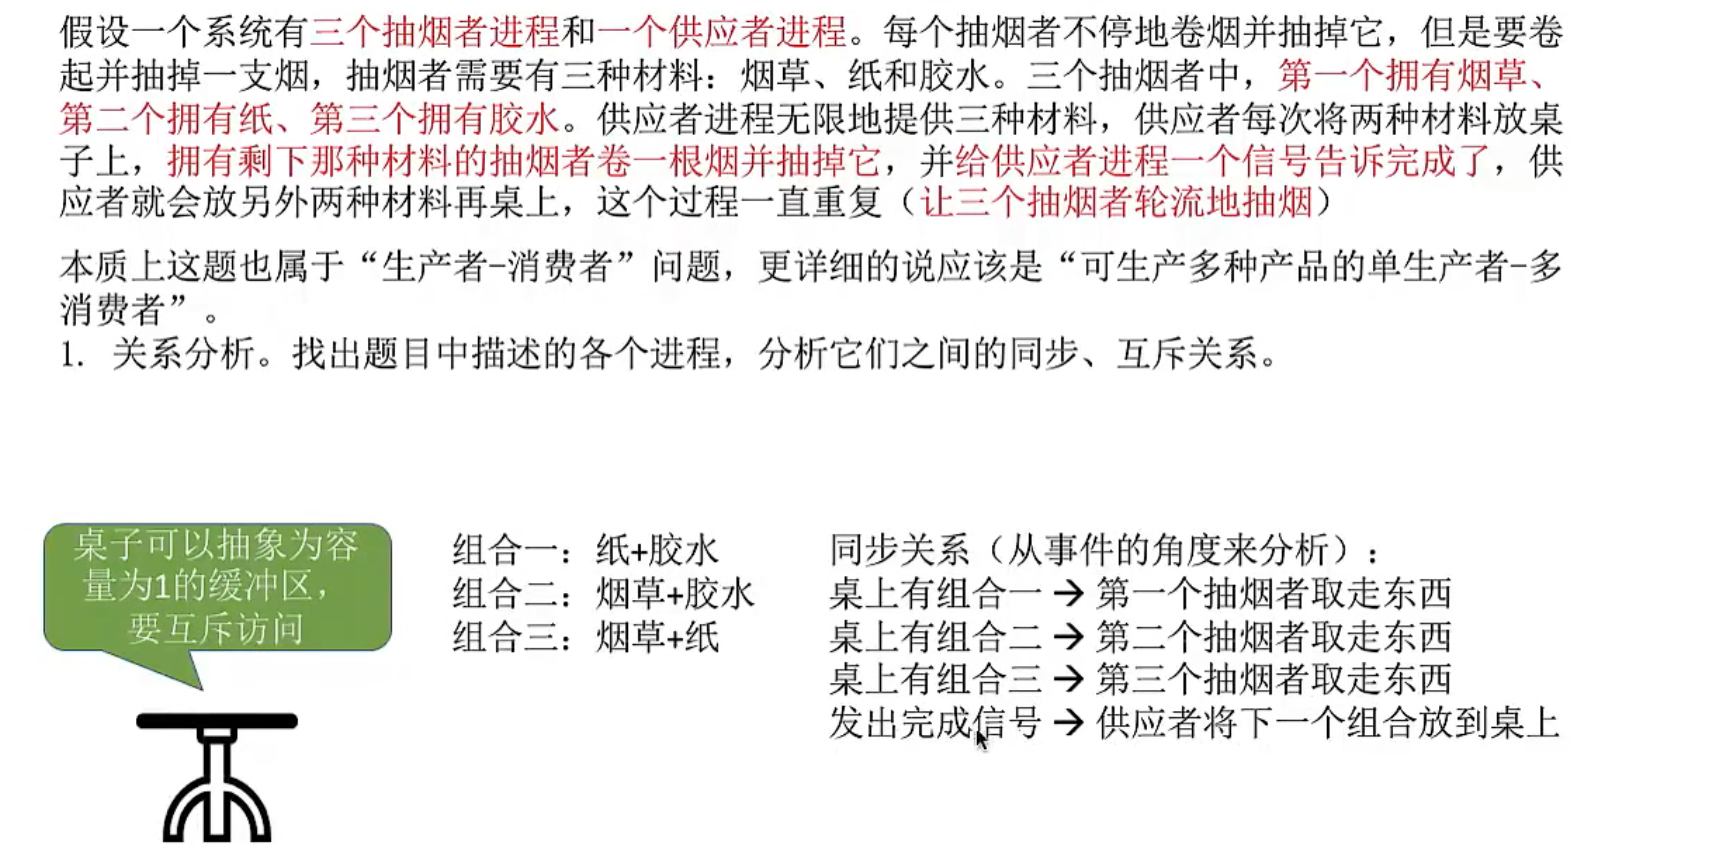 假设一个系统有三个抽烟者进程和一个供应者进程。每个抽烟者不停地卷烟并抽掉它，但是要卷
起并抽掉一支烟，抽烟者需要有三种材料：烟草、纸和胶水。三个抽烟者中，第一个拥有烟草、
第二个拥有纸、第三个拥有胶水。供应者进程无限地提供三种材料，供应者每次将两种材料放桌
子上，拥有剩下那种材料的抽烟者卷一根烟并抽掉它，并给供应者进程一个信号告诉完成了，供
应者就会放另外两种材料再桌上，这个过程一直重复（让三个抽烟者轮流地抽烟）
本质上这题也属于“生产者-消费者”问题，更详细的说应该是“可生产多种产品的单生产者-多
消费者”。
1. 关系分析。找出题目中描述的各个进程，分析它们之间的同步、互斥关系。
桌子可以抽象为容
量为1的缓冲区，
要互斥访问
组合一：纸+胶水
组合二：烟草+胶水
组合三：烟草+纸
同步关系（从事件的角度来分析）：
桌上有组合一 → 第一个抽烟者取走东西
桌上有组合二 → 第二个抽烟者取走东西
桌上有组合三 → 第三个抽烟者取走东西
发出完成信号 → 供应者将下一个组合放到桌上